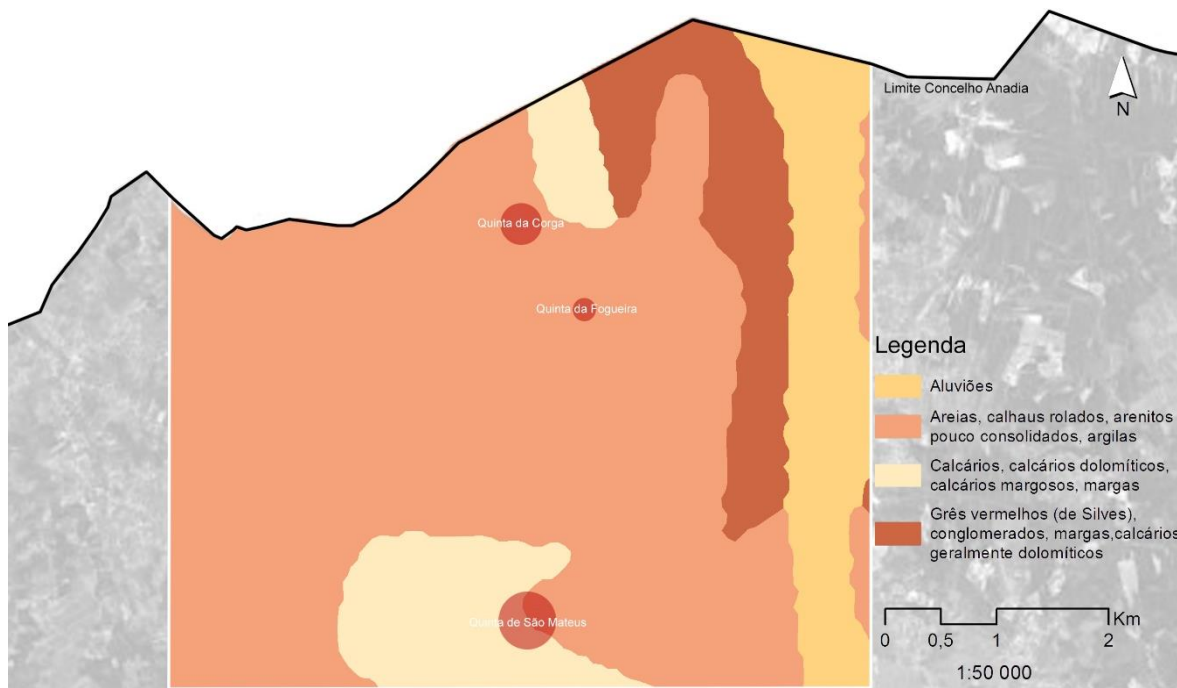 Limite Concelho Anadia
N
Quinta da Corga
Quinta da Fogueira
Quinta de São Mateus
Legenda
Aluviões
Areias, calhaus rolados, arenitos
pouco consolidados, argilas
Calcários, calcários dolomíticos,
calcários margosos, margas
Grês vermelhos (de Silves),
conglomerados, margas,calcários
geralmente dolomíticos
Km
0 0,5 1 2
1:50 000